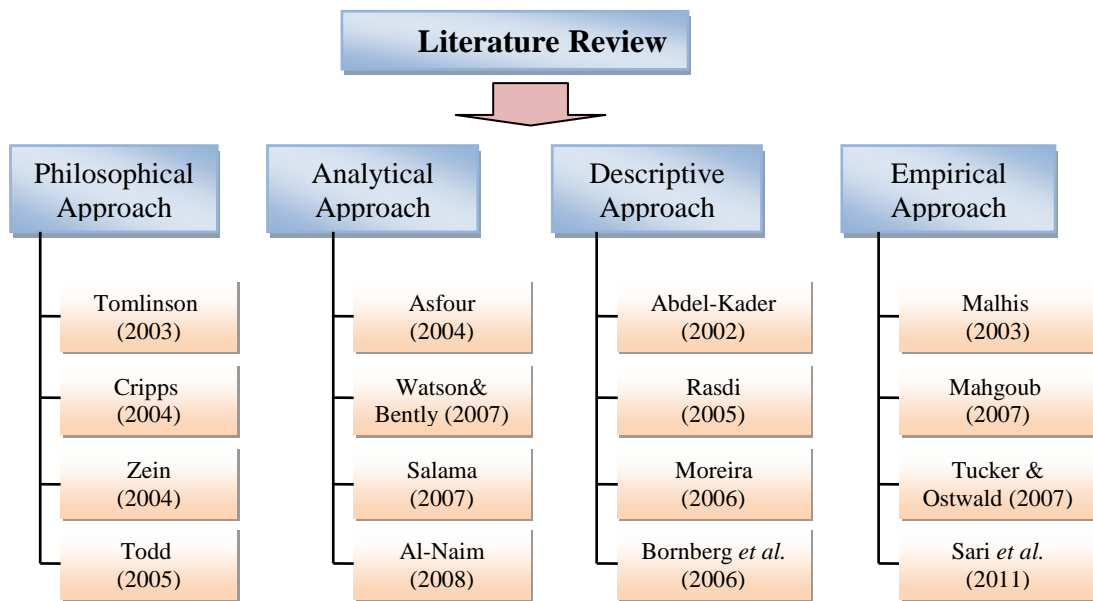 Literature Review
Philosophical
Approach
Tomlinson
(2003)
Cripps
(2004)
Zein
(2004)
Todd
(2005)
Analytical
Approach
Asfour
(2004)
Watson&
Bently (2007)
Salama
(2007)
Al-Naim
(2008)
Descriptive
Approach
Abdel-Kader
(2002)
Rasdi
(2005)
Moreira
(2006)
Bornberg et al.
(2006)
Empirical
Approach
Malhis
(2003)
Mahgoub
(2007)
Tucker &
Ostwald (2007)
Sari et al.
(2011)